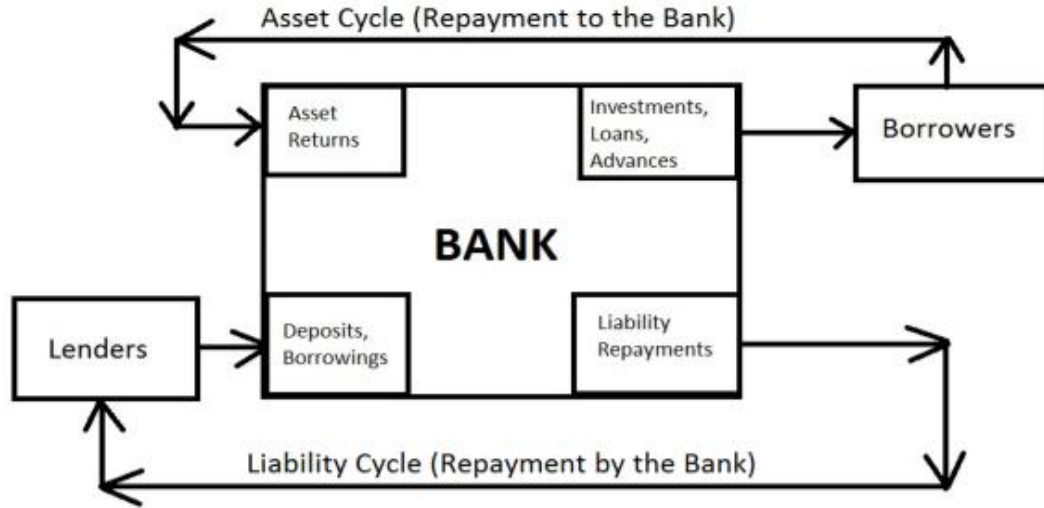 Asset Cycle (Repayment to the Bank)
Asset
Returns
Investments,
Loans,
Advances
Borrowers
BANK
Lenders
Deposits,
Borrowings
Liability
Repayments
Liability Cycle (Repayment by the Bank)